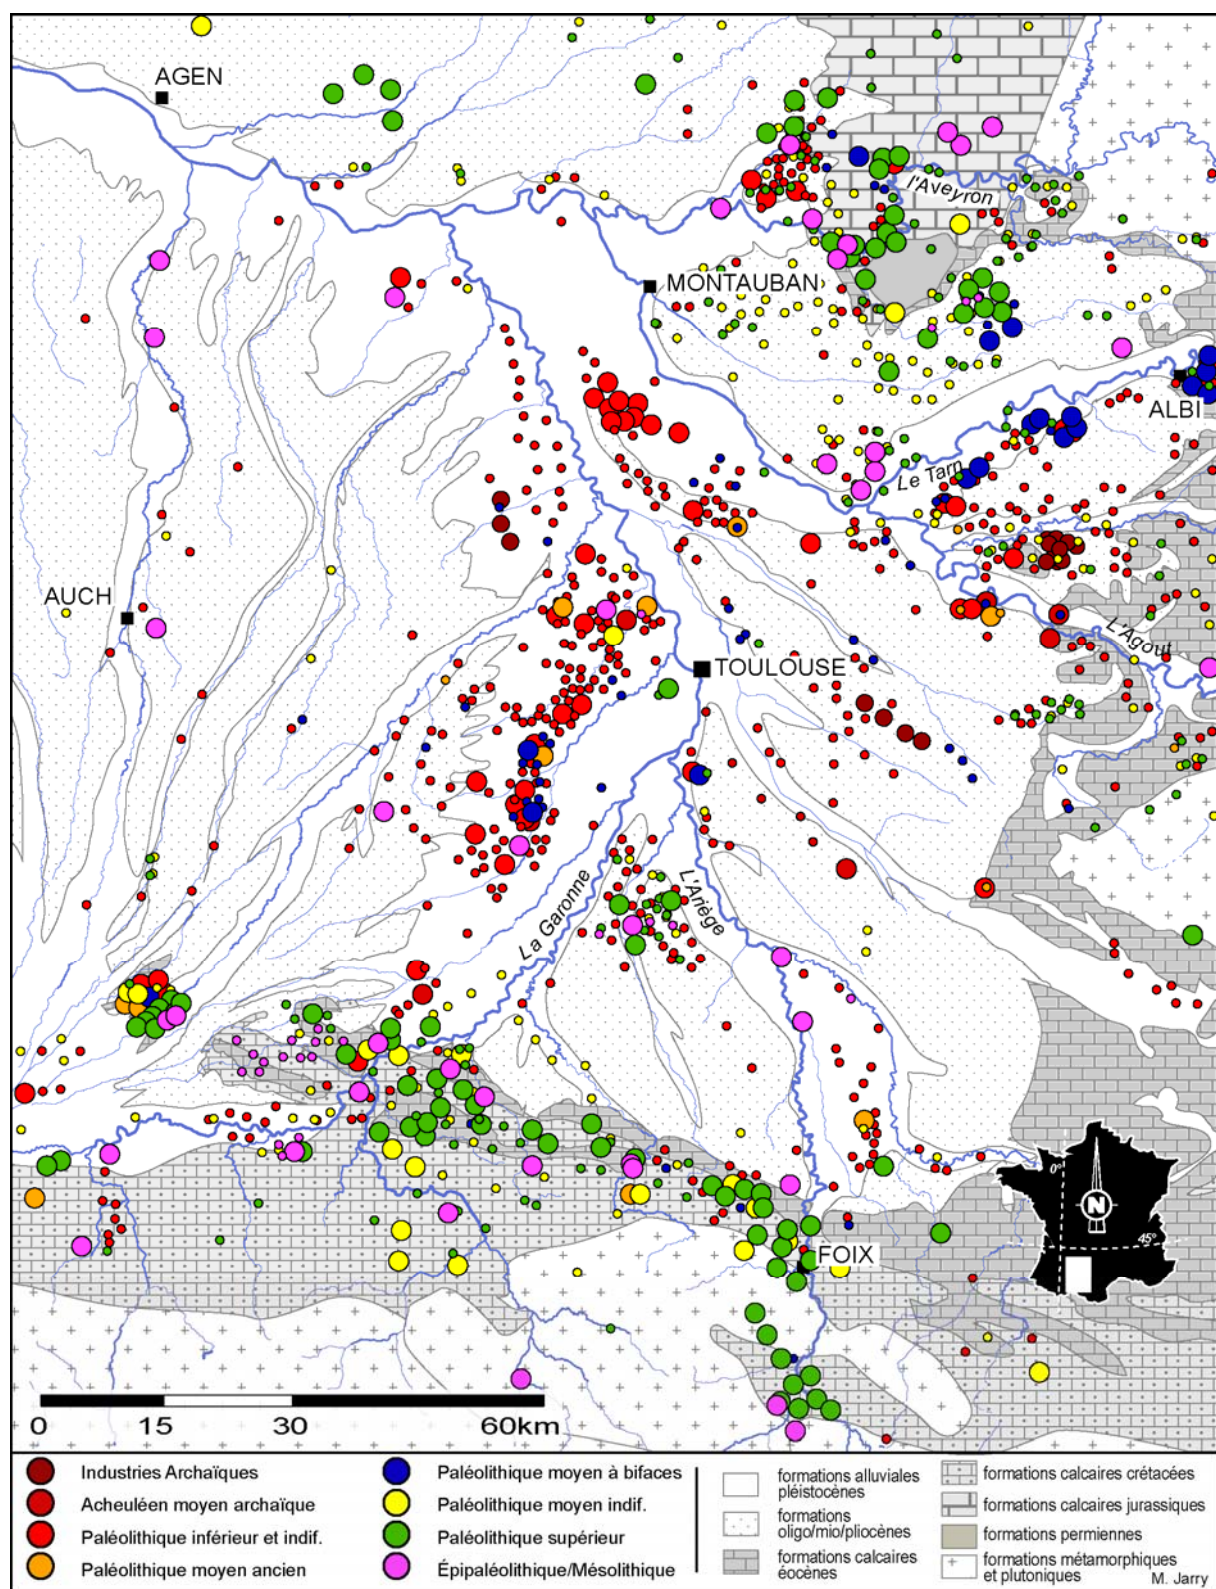 AGEN
l'Aveyron
MONTAUBAN
ALBI
Le Tarn
AUCH
L'Agout
TOULOUSE
La Garonne
L'Ariège
FOIX
0°
N
45°
0 15 30 60km
Industries Archaïques
Acheuléen moyen archaïque
Paléolithique inférieur et indif.
Paléolithique moyen ancien
Paléolithique moyen à bifaces
Paléolithique moyen indif.
Paléolithique supérieur
Épipaléolithique/Mésolithique
formations alluviales
pléistocènes
formations
oligo/mio/pliocènes
formations calcaires
éocènes
formations calcaires crétacées
formations calcaires jurassiques
formations permiennes
formations métamorphiques
et plutoniques
M. Jarry